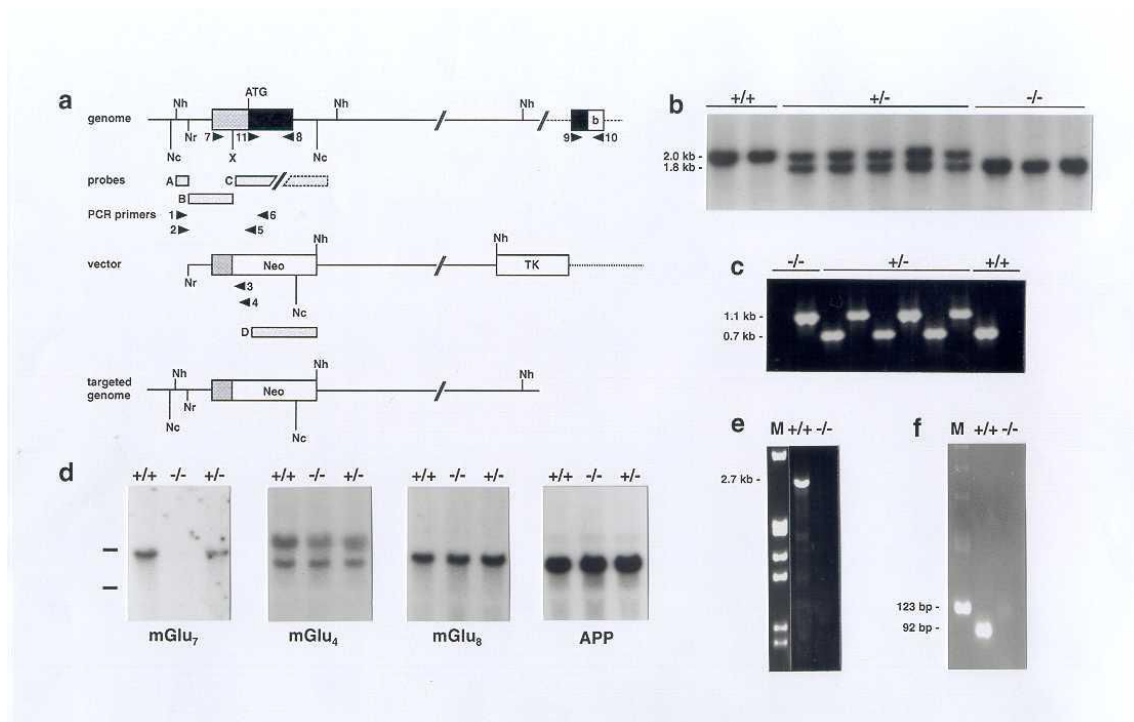 a
ATG
Nh Nh Nh
genome
b
Nr 7 11 8 9 10
Nc X Nc
probes A C
B
PCR primers 1 6
2 5
Nh Nh
vector
Neo TK
Nr 3
4 Nc
D
Nh Nh Nh
targeted
genome
Neo
Nr
Nc Nc
b
+/+ +/- -/-
2.0 kb -
1.8 kb -
c
-/- +/- +/+
1.1 kb -
0.7 kb -
d
+/+ -/- +/- +/+ -/- +/- +/+ -/- +/- +/+ -/- +/-
mGlu7 mGlu4 mGlu8 APP
e
M +/+ -/-
2.7 kb -
f
M +/+ -/-
123 bp -
92 bp -